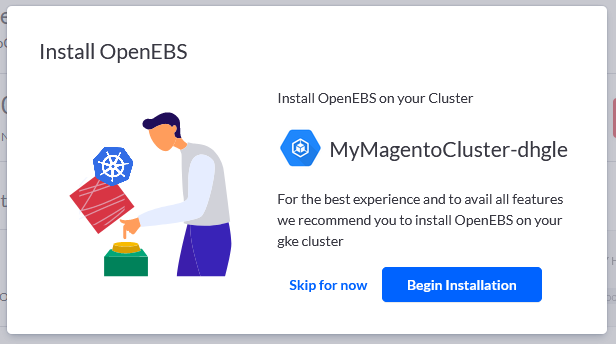 Install OpenEBS
Install OpenEBS on your Cluster
MyMagentoCluster-dhgle
For the best experience and to avail all features
we recommend you to install OpenEBS on your
gke cluster
Skip for now
Begin Installation